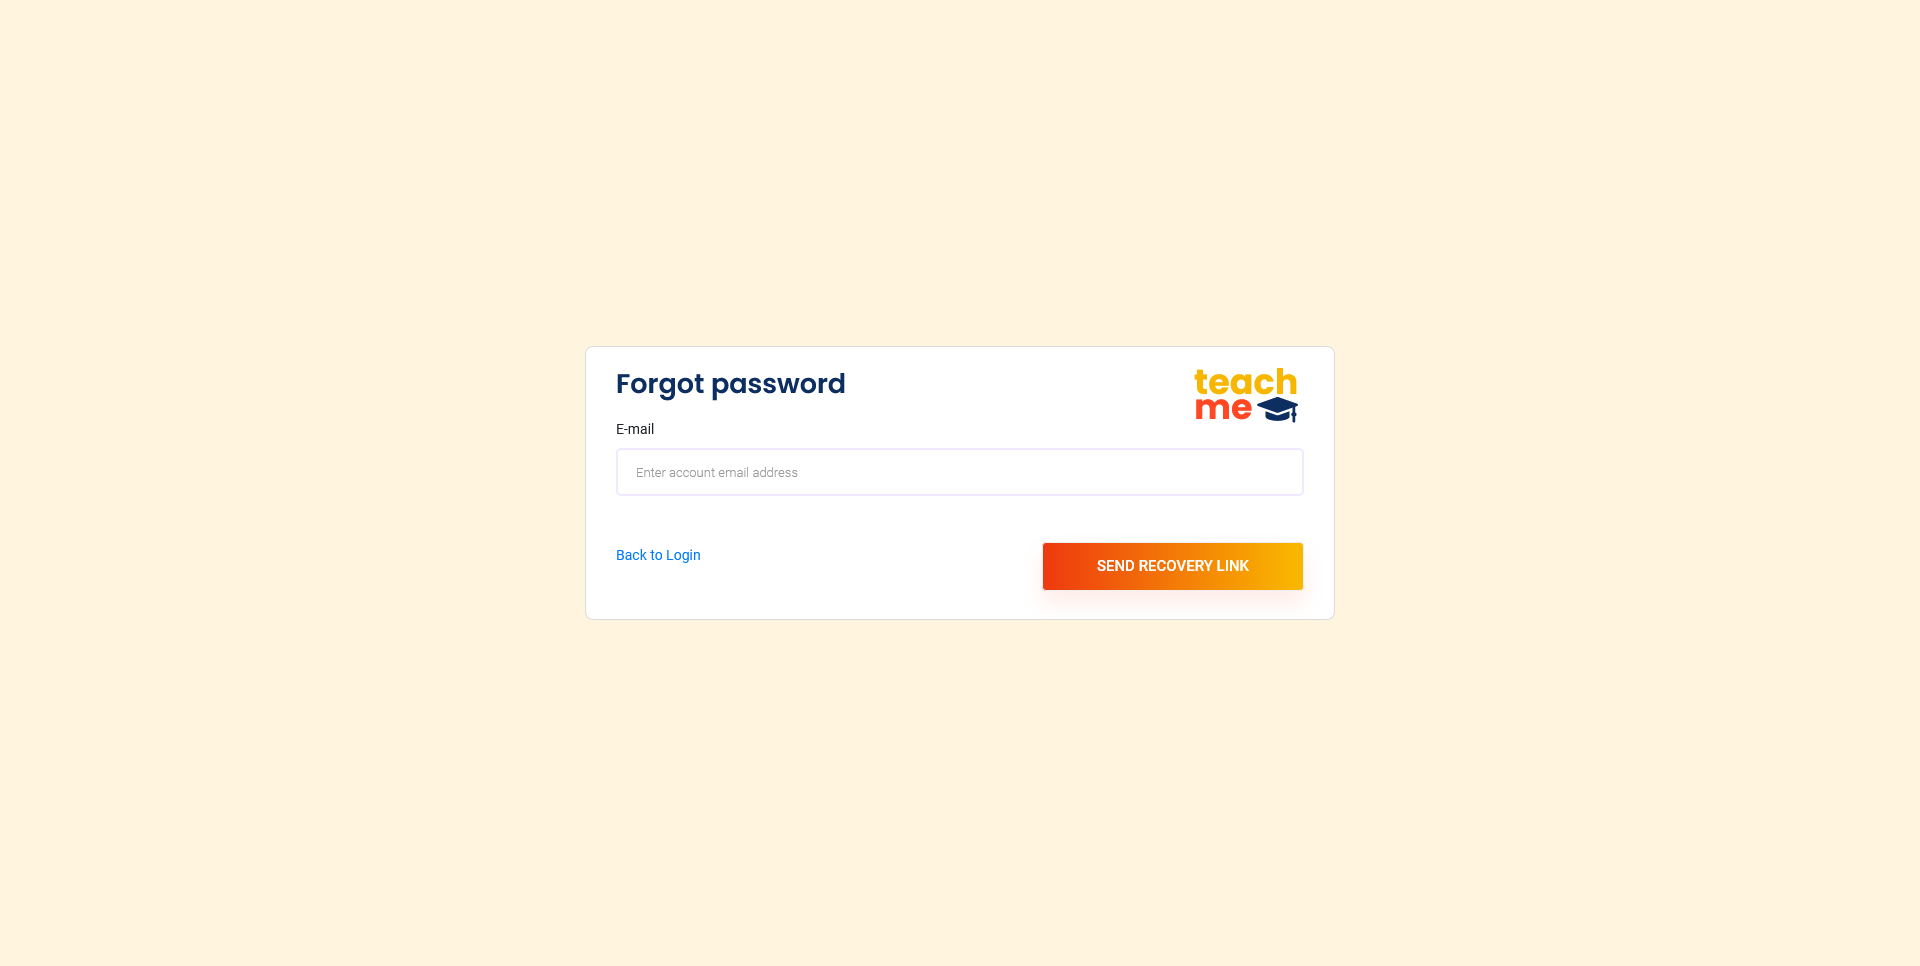 Forgot password
teach
me
E-mail
Enter account email address
Back to Login
SEND RECOVERY LINK